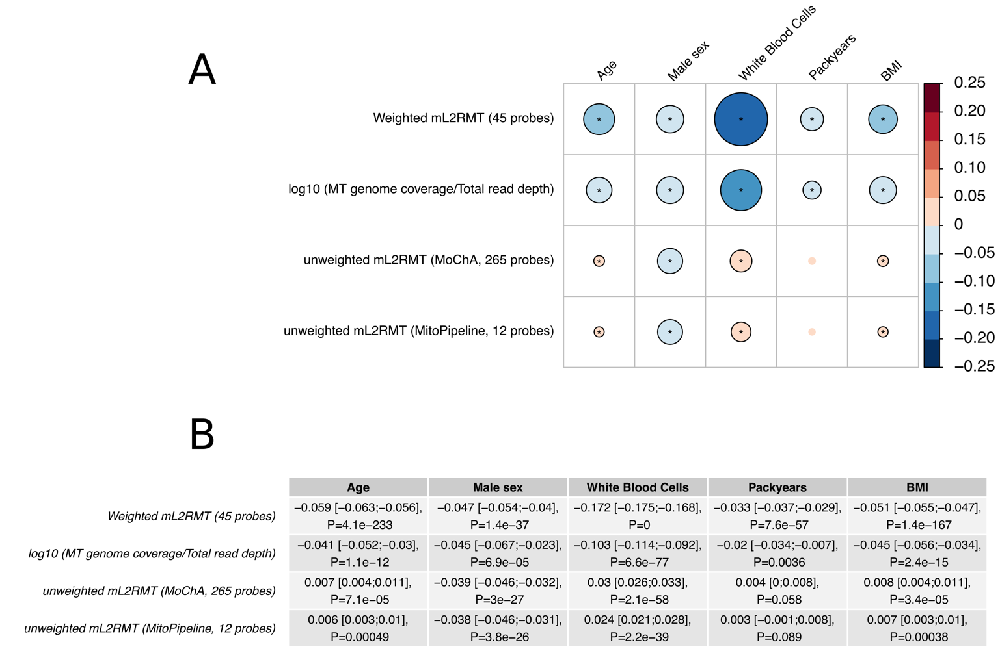 A
Age
Male sex
White Blood Cells
Packyears
BMI
Weighted mL2RMT (45 probes)
* * * * *
log10 (MT genome coverage/Total read depth)
* * * * *
unweighted mL2RMT (MoChA, 265 probes)
* * * *
unweighted mL2RMT (MitoPipeline, 12 probes)
* * * *
0.25
0.20
0.15
0.10
0.05
0
−0.05
−0.10
−0.15
−0.20
−0.25
B
Age Male sex White Blood Cells Packyears BMI
Weighted mL2RMT (45 probes)
−0.059 [−0.063;−0.056], −0.047 [−0.054;−0.04], −0.172 [−0.175;−0.168], −0.033 [−0.037;−0.029], −0.051 [−0.055;−0.047],
P=4.1e−233 P=1.4e−37 P=0 P=7.6e−57 P=1.4e−167
log10 (MT genome coverage/Total read depth)
−0.041 [−0.052;−0.03], −0.045 [−0.067;−0.023], −0.103 [−0.114;−0.092], −0.02 [−0.034;−0.007], −0.045 [−0.056;−0.034],
P=1.1e−12 P=6.9e−05 P=6.6e−77 P=0.0036 P=2.4e−15
unweighted mL2RMT (MoChA, 265 probes)
0.007 [0.004;0.011], −0.039 [−0.046;−0.032], 0.03 [0.026;0.033], 0.004 [0;0.008], 0.008 [0.004;0.011],
P=7.1e−05 P=3e−27 P=2.1e−58 P=0.058 P=3.4e−05
unweighted mL2RMT (MitoPipeline, 12 probes)
0.006 [0.003;0.01], −0.038 [−0.046;−0.031], 0.024 [0.021;0.028], 0.003 [−0.001;0.008], 0.007 [0.003;0.01],
P=0.00049 P=3.8e−26 P=2.2e−39 P=0.089 P=0.00038